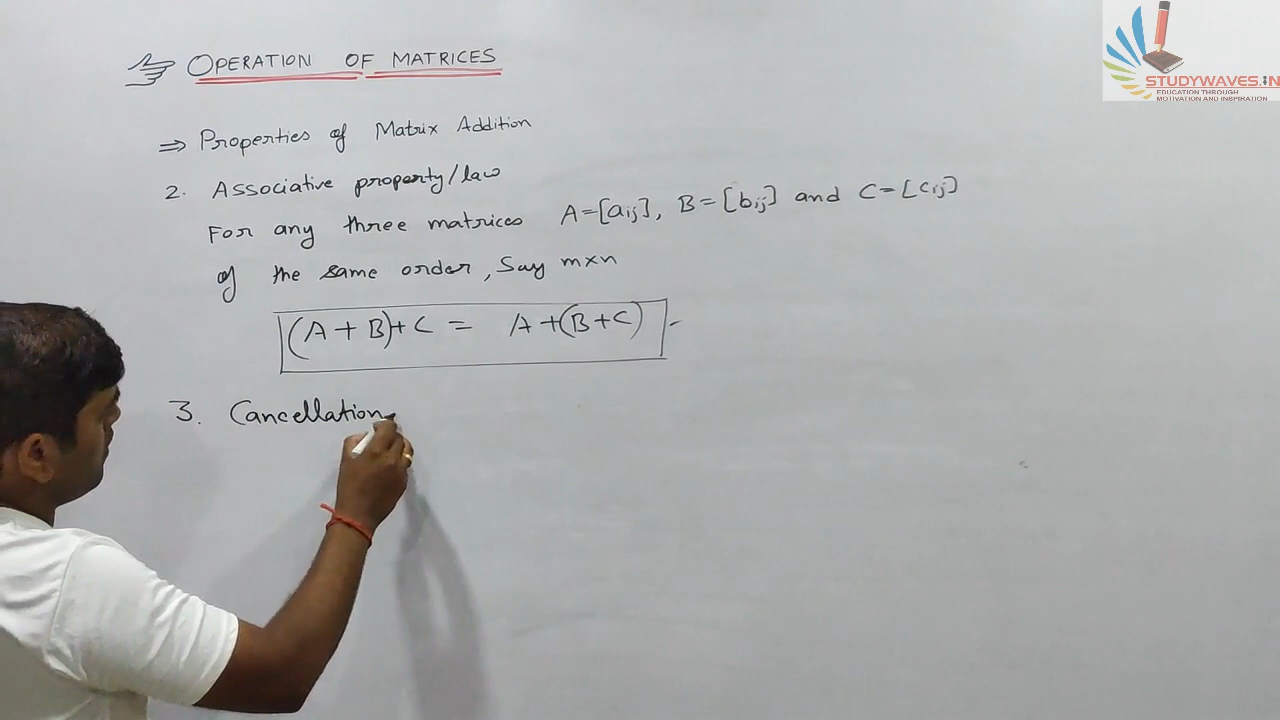 OPERATION OF MATRICES
⇒ Properties of Matrix Addition
2. Associative property/law
For any three matrices A=[aij], B=[bij] and C=[cij]
of the same order, Say m×n
(A+B)+C = A+(B+C)
3. Cancellation
STUDYWAVES.IN
EDUCATION THROUGH
MOTIVATION AND INSPIRATION